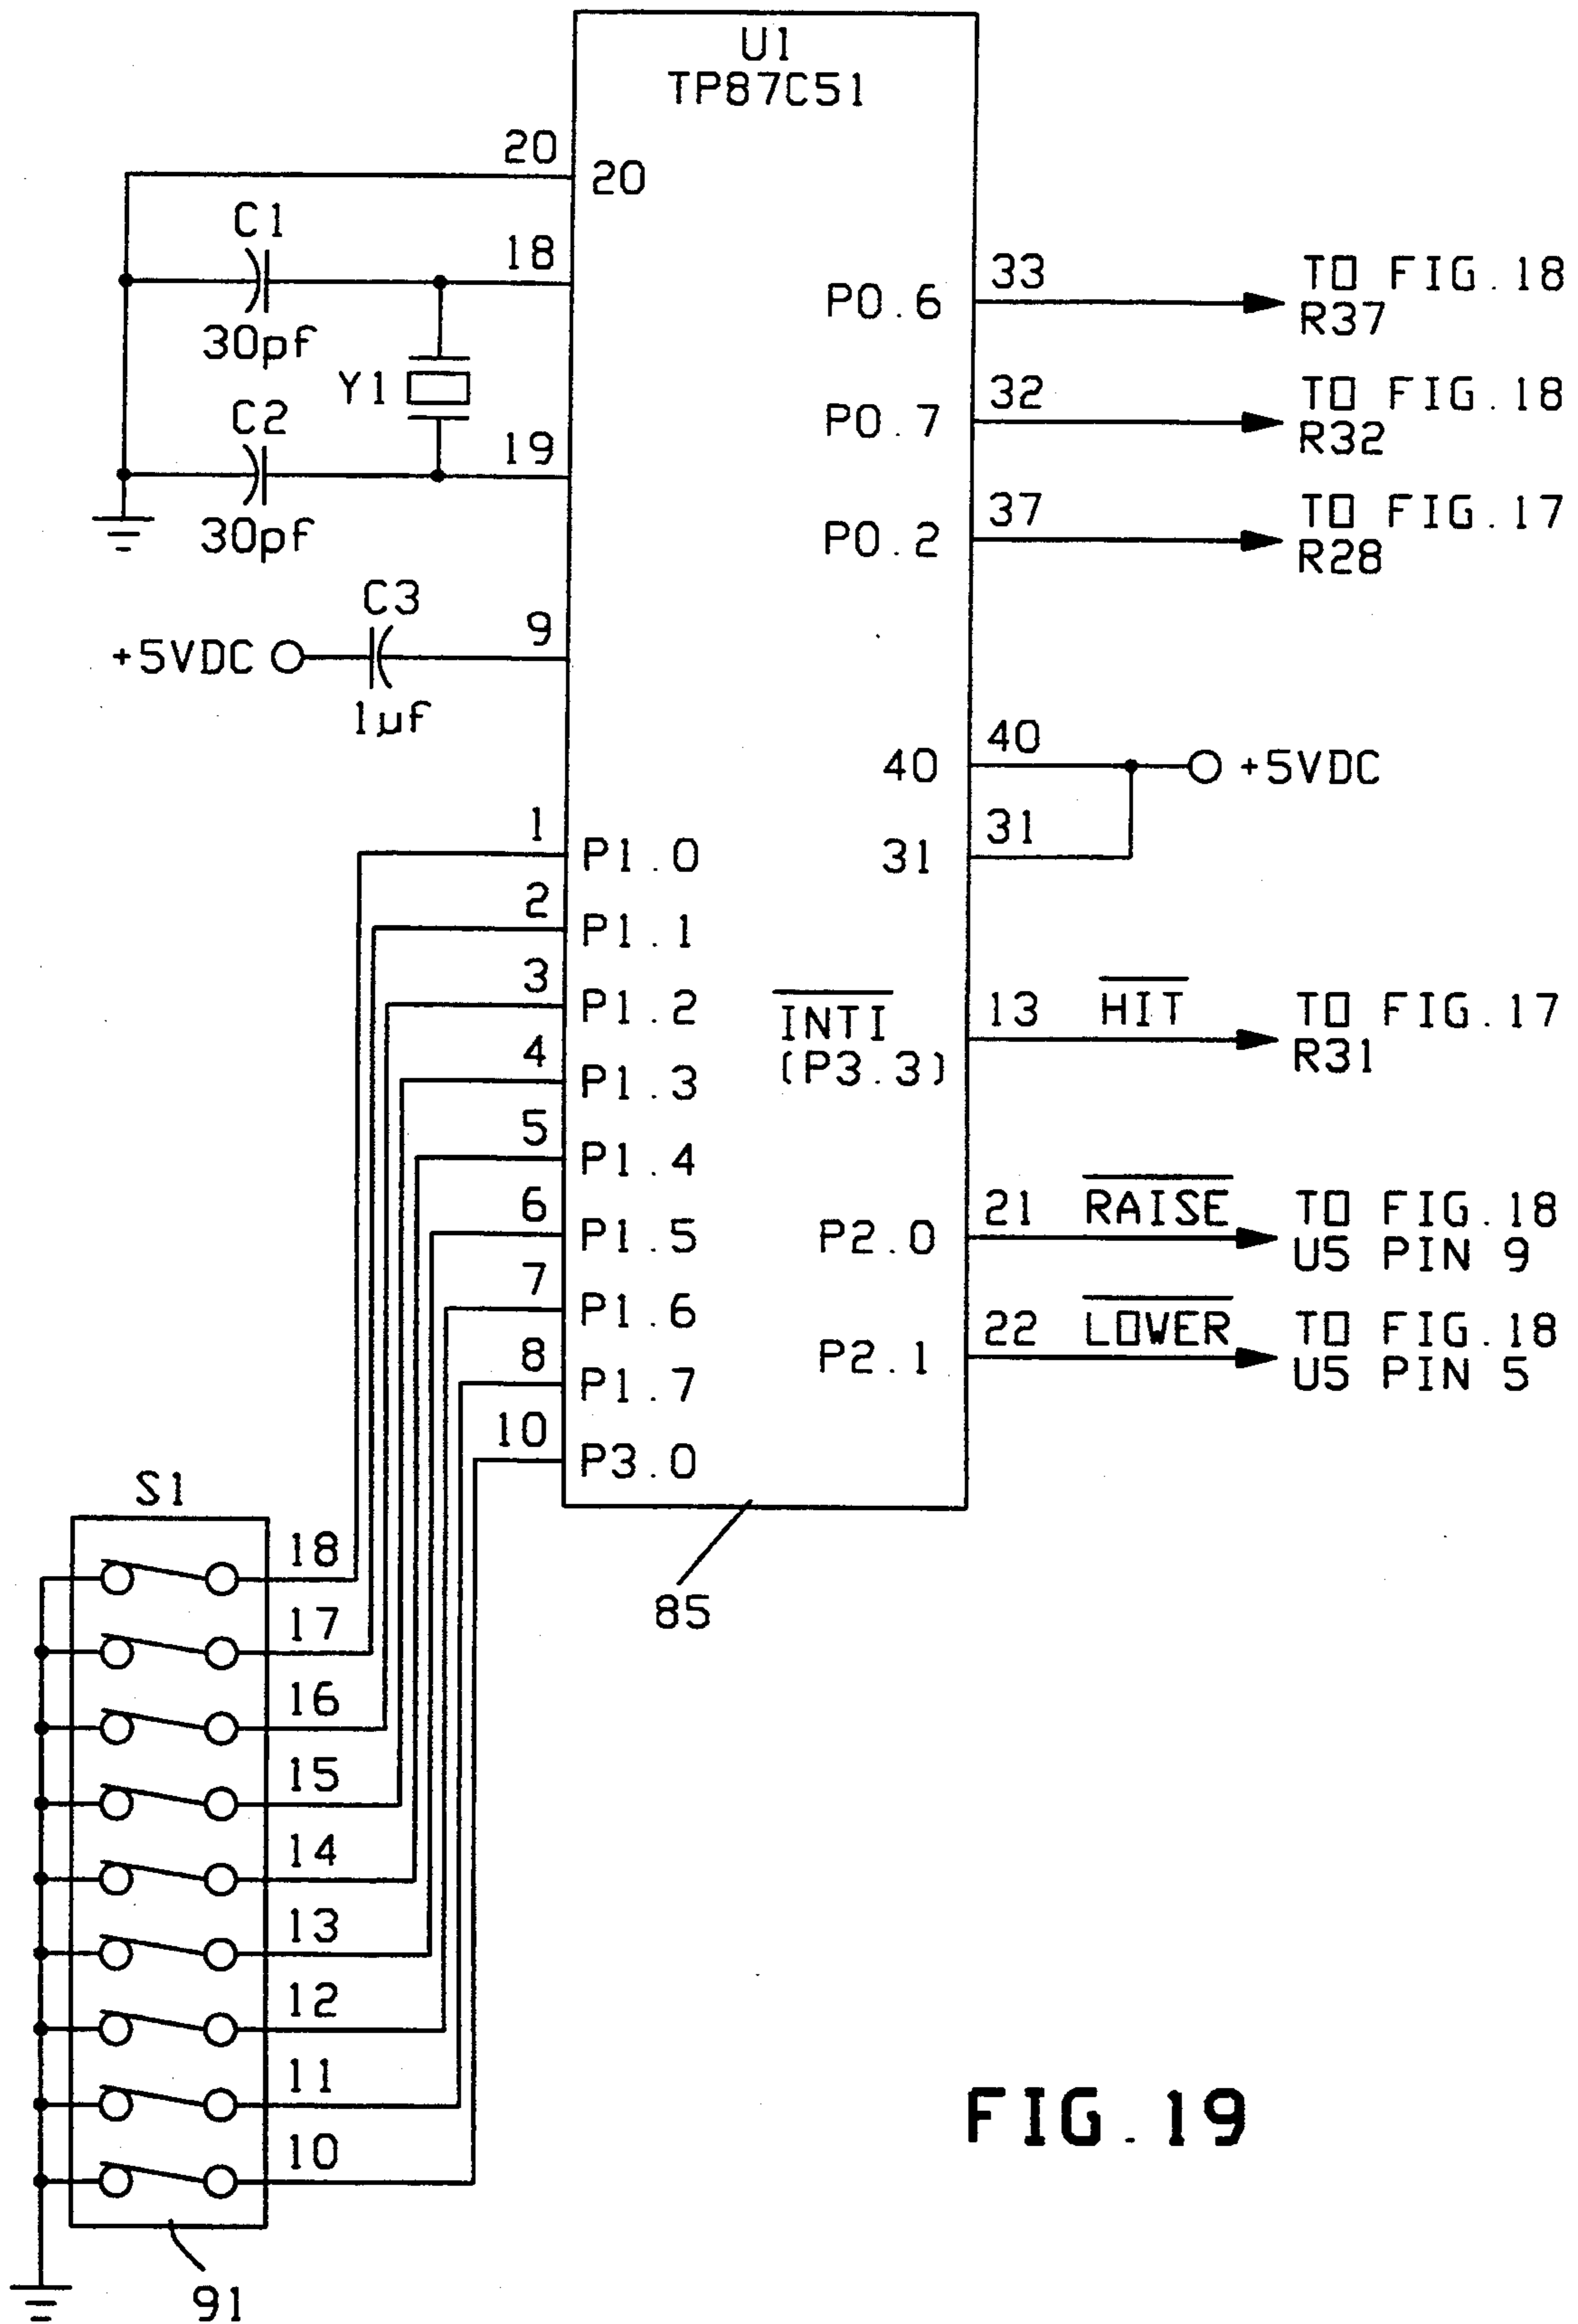 U1
TP87C51
20
20
C1
18
30pf
Y1
C2
19
30pf
C3
9
+5VDC
1µf
1
P1.0
2
P1.1
3
P1.2
4
P1.3
5
P1.4
6
P1.5
7
P1.6
8
P1.7
10
P3.0
P0.6
33
TO FIG.18
R37
P0.7
32
TO FIG.18
R32
P0.2
37
TO FIG.17
R28
40
40
+5VDC
31
31
INTI
(P3.3)
13
HIT
TO FIG.17
R31
P2.0
21
RAISE
TO FIG.18
U5 PIN 9
P2.1
22
LOWER
TO FIG.18
U5 PIN 5
85
S1
18
17
16
15
14
13
12
11
10
91
FIG.19